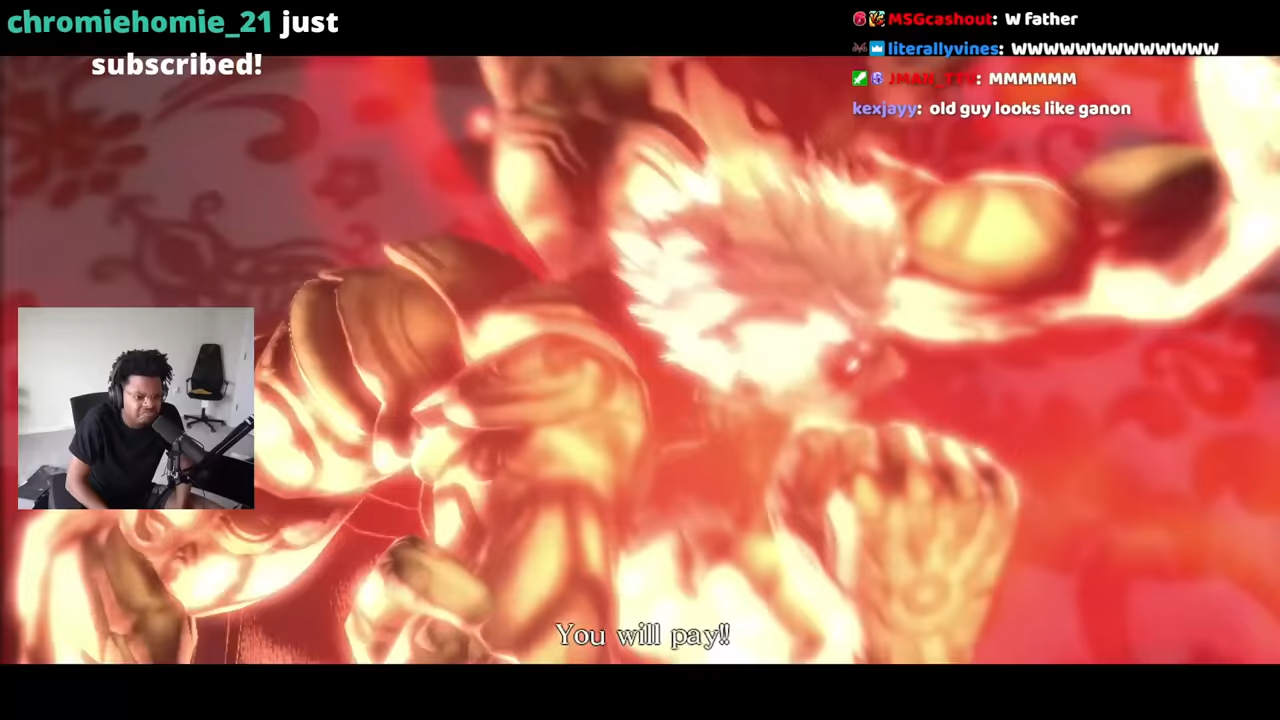 chromiehomie_21 just
subscribed!
MSGcashout: W father
literallyvines: WWWWWWWWWWWWW
: MMMMMM
kexjayy: old guy looks like ganon
You will pay!!